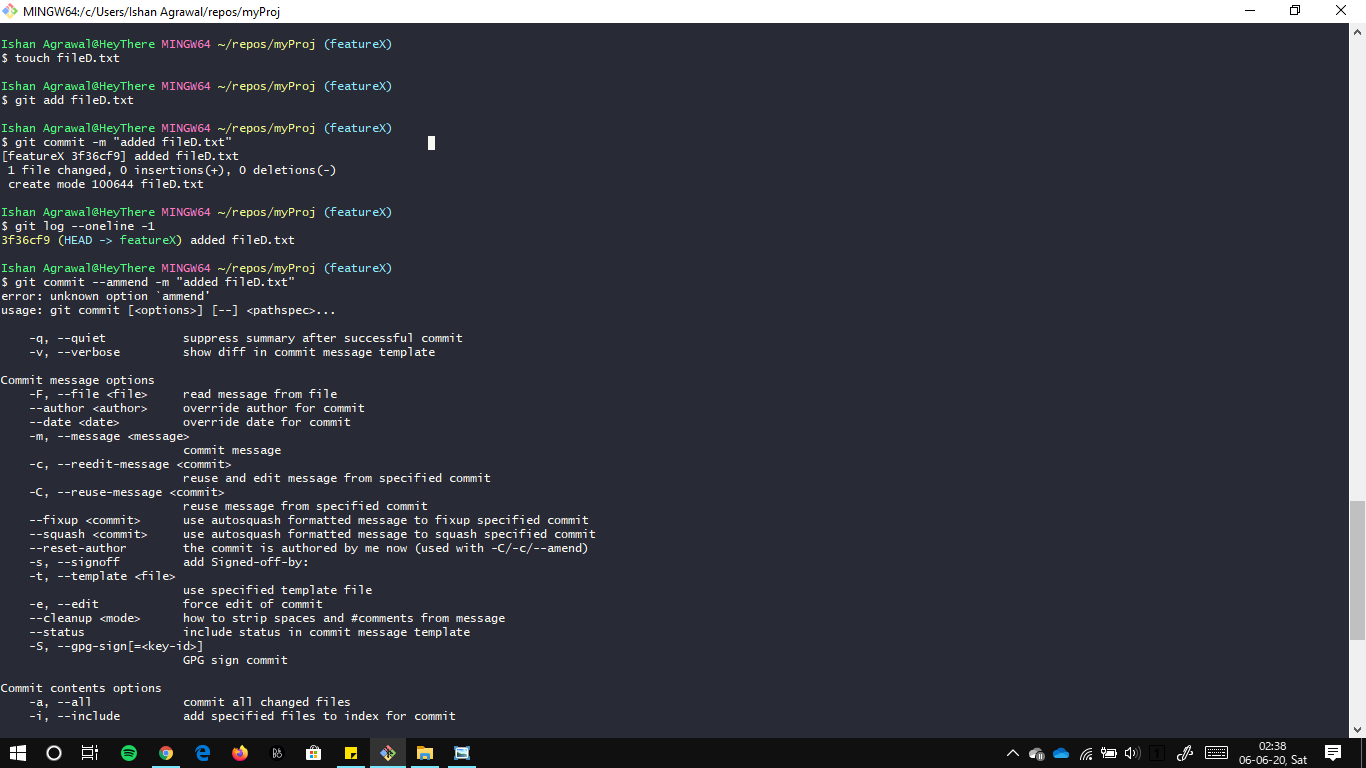 MINGW64:/c/Users/Ishan Agrawal/repos/myProj
Ishan Agrawal@HeyThere MINGW64 ~/repos/myProj (featureX)
$ touch fileD.txt
Ishan Agrawal@HeyThere MINGW64 ~/repos/myProj (featureX)
$ git add fileD.txt
Ishan Agrawal@HeyThere MINGW64 ~/repos/myProj (featureX)
$ git commit -m "added fileD.txt"
[featureX 3f36cf9] added fileD.txt
 1 file changed, 0 insertions(+), 0 deletions(-)
 create mode 100644 fileD.txt
Ishan Agrawal@HeyThere MINGW64 ~/repos/myProj (featureX)
$ git log --oneline -1
3f36cf9 (HEAD -> featureX) added fileD.txt
Ishan Agrawal@HeyThere MINGW64 ~/repos/myProj (featureX)
$ git commit --ammend -m "added fileD.txt"
error: unknown option `ammend'
usage: git commit [<options>] [--] <pathspec>...
    -q, --quiet           suppress summary after successful commit
    -v, --verbose         show diff in commit message template
Commit message options
    -F, --file <file>     read message from file
    --author <author>     override author for commit
    --date <date>         override date for commit
    -m, --message <message>
                          commit message
    -c, --reedit-message <commit>
                          reuse and edit message from specified commit
    -C, --reuse-message <commit>
                          reuse message from specified commit
    --fixup <commit>      use autosquash formatted message to fixup specified commit
    --squash <commit>     use autosquash formatted message to squash specified commit
    --reset-author        the commit is authored by me now (used with -C/-c/--amend)
    -s, --signoff         add Signed-off-by:
    -t, --template <file>
                          use specified template file
    -e, --edit            force edit of commit
    --cleanup <mode>      how to strip spaces and #comments from message
    --status              include status in commit message template
    -S, --gpg-sign[=<key-id>]
                          GPG sign commit
Commit contents options
    -a, --all             commit all changed files
    -i, --include         add specified files to index for commit
02:38
06-06-20, Sat